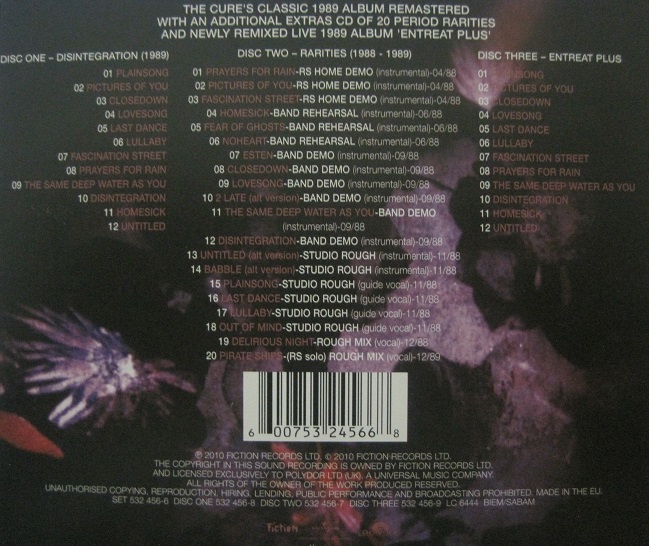 THE CURE'S CLASSIC 1989 ALBUM REMASTERED
WITH AN ADDITIONAL EXTRAS CD OF 20 PERIOD RARITIES
AND NEWLY REMIXED LIVE 1989 ALBUM 'ENTREAT PLUS'
DISC ONE – DISINTEGRATION (1989)
01 PLAINSONG
02 PICTURES OF YOU
03 CLOSEDOWN
04 LOVESONG
05 LAST DANCE
06 LULLABY
07 FASCINATION STREET
08 PRAYERS FOR RAIN
09 THE SAME DEEP WATER AS YOU
10 DISINTEGRATION
11 HOMESICK
12 UNTITLED
DISC TWO – RARITIES (1988 - 1989)
01 PRAYERS FOR RAIN-RS HOME DEMO (instrumental)-04/88
02 PICTURES OF YOU-RS HOME DEMO (instrumental)-04/88
03 FASCINATION STREET-RS HOME DEMO (instrumental)-04/88
04 HOMESICK-BAND REHEARSAL (instrumental)-06/88
05 FEAR OF GHOSTS-BAND REHEARSAL (instrumental)-06/88
06 NOHEART-BAND REHEARSAL (instrumental)-06/88
07 ESTEN-BAND DEMO (instrumental)-09/88
08 CLOSEDOWN-BAND DEMO (instrumental)-09/88
09 LOVESONG-BAND DEMO (instrumental)-09/88
10 2 LATE (alt version)-BAND DEMO (instrumental)-09/88
11 THE SAME DEEP WATER AS YOU-BAND DEMO
(instrumental)-09/88
12 DISINTEGRATION-BAND DEMO (instrumental)-09/88
13 UNTITLED (alt version)-STUDIO ROUGH (instrumental)-11/88
14 BABBLE (alt version)-STUDIO ROUGH (instrumental)-11/88
15 PLAINSONG-STUDIO ROUGH (guide vocal)-11/88
16 LAST DANCE-STUDIO ROUGH (guide vocal)-11/88
17 LULLABY-STUDIO ROUGH (guide vocal)-11/88
18 OUT OF MIND-STUDIO ROUGH (guide vocal)-11/88
19 DELIRIOUS NIGHT-ROUGH MIX (vocal)-12/88
20 PIRATE SHIPS-(RS solo) ROUGH MIX (vocal)-12/89
DISC THREE – ENTREAT PLUS
01 PLAINSONG
02 PICTURES OF YOU
03 CLOSEDOWN
04 LOVESONG
05 LAST DANCE
06 LULLABY
07 FASCINATION STREET
08 PRAYERS FOR RAIN
09 THE SAME DEEP WATER AS YOU
10 DISINTEGRATION
11 HOMESICK
12 UNTITLED
6 00753 24566 8
℗ 2010 FICTION RECORDS LTD. © 2010 FICTION RECORDS LTD.
THE COPYRIGHT IN THIS SOUND RECORDING IS OWNED BY FICTION RECORDS LTD.
AND LICENSED EXCLUSIVELY TO POLYDOR LTD (UK). A UNIVERSAL MUSIC COMPANY.
ALL RIGHTS OF THE OWNER OF THE WORK PRODUCED RESERVED.
UNAUTHORISED COPYING, REPRODUCTION, HIRING, LENDING, PUBLIC PERFORMANCE AND BROADCASTING PROHIBITED. MADE IN THE EU.
SET 532 456-6 DISC ONE 532 456-8 DISC TWO 532 456-7 DISC THREE 532 456-9 LC 6444 BIEM/SABAM
Fiction